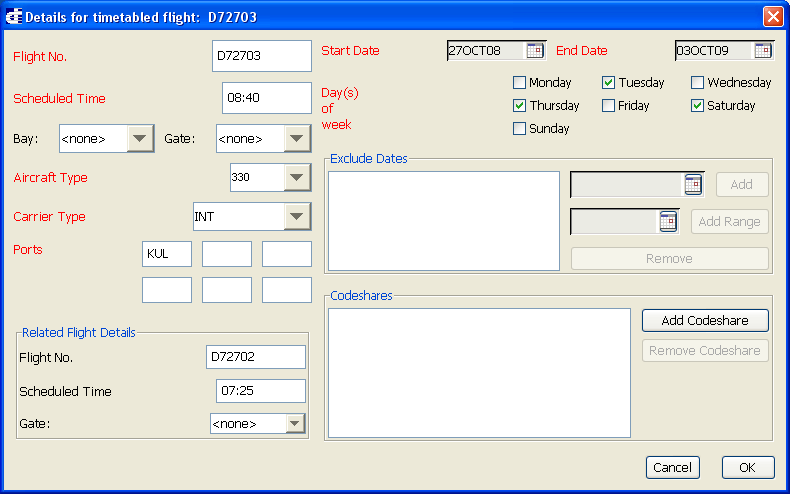 Details for timetabled flight: D72703
Flight No. D72703 Start Date 27OCT08 End Date 03OCT09
Scheduled Time 08:40 Day(s) of week
Monday Tuesday Wednesday
Thursday Friday Saturday
Sunday
Bay: <none> Gate: <none>
Aircraft Type 330
Carrier Type INT
Ports KUL
Exclude Dates
Add
Add Range
Remove
Related Flight Details
Flight No. D72702
Scheduled Time 07:25
Gate: <none>
Codeshares
Add Codeshare
Remove Codeshare
Cancel OK